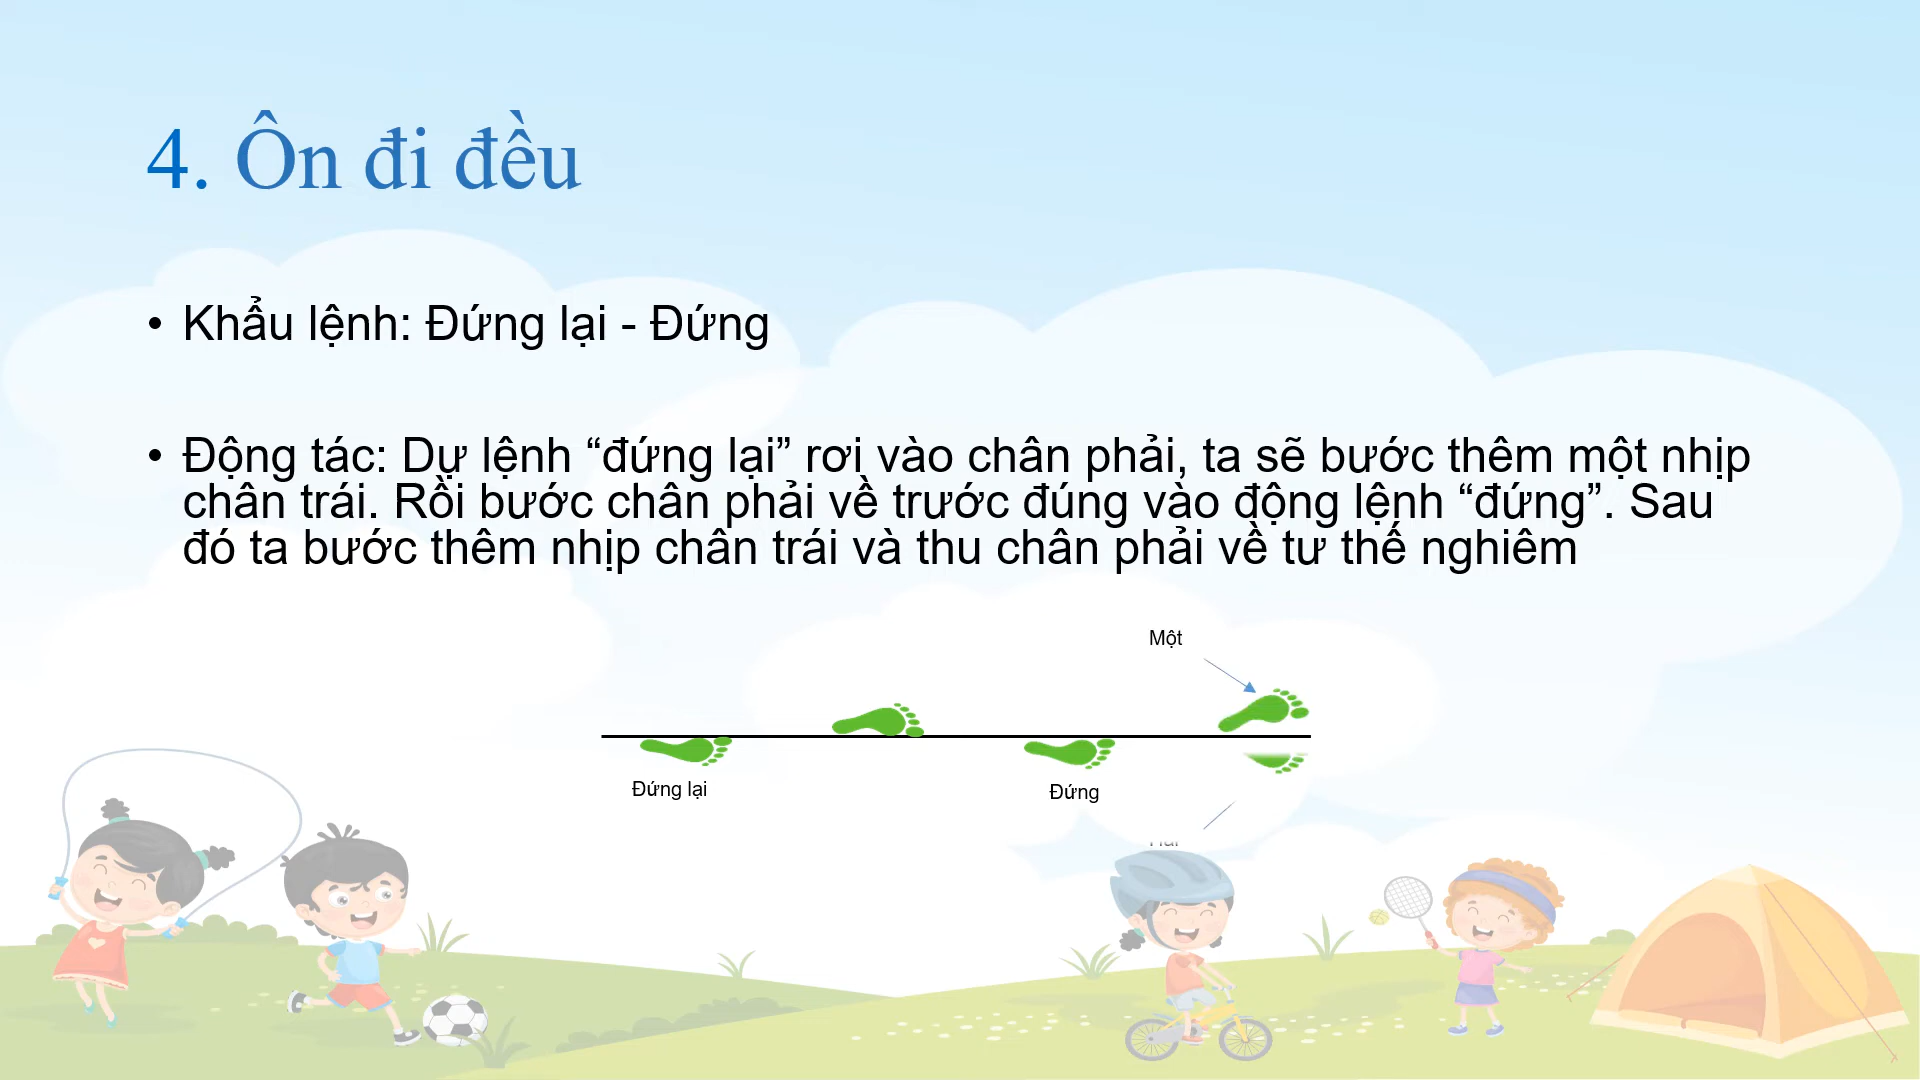 4. Ôn đi đều
• Khẩu lệnh: Đứng lại - Đứng
• Động tác: Dự lệnh “đứng lại” rơi vào chân phải, ta sẽ bước thêm một nhịp
chân trái. Rồi bước chân phải về trước đúng vào động lệnh “đứng”. Sau
đó ta bước thêm nhịp chân trái và thu chân phải về tư thế nghiêm
Một
Đứng lại
Đứng